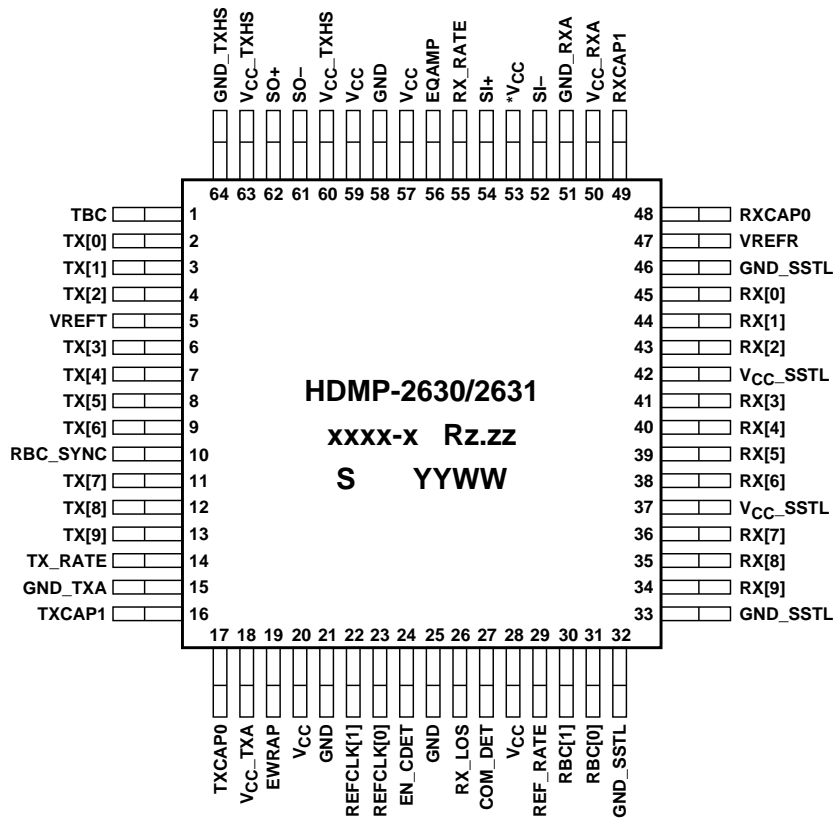 GND_TXHS
VCC_TXHS
SO+
SO–
VCC_TXHS
VCC
GND
VCC
EQAMP
RX_RATE
SI+
*VCC
SI–
GND_RXA
VCC_RXA
RXCAP1
64 63 62 61 60 59 58 57 56 55 54 53 52 51 50 49
TBC 1
TX[0] 2
TX[1] 3
TX[2] 4
VREFT 5
TX[3] 6
TX[4] 7
TX[5] 8
TX[6] 9
RBC_SYNC 10
TX[7] 11
TX[8] 12
TX[9] 13
TX_RATE 14
GND_TXA 15
TXCAP1 16
HDMP-2630/2631
xxxx-x Rz.zz
S YYWW
48 RXCAP0
47 VREFR
46 GND_SSTL
45 RX[0]
44 RX[1]
43 RX[2]
42 VCC_SSTL
41 RX[3]
40 RX[4]
39 RX[5]
38 RX[6]
37 VCC_SSTL
36 RX[7]
35 RX[8]
34 RX[9]
33 GND_SSTL
17 18 19 20 21 22 23 24 25 26 27 28 29 30 31 32
TXCAP0
VCC_TXA
EWRAP
VCC
GND
REFCLK[1]
REFCLK[0]
EN_CDET
GND
RX_LOS
COM_DET
VCC
REF_RATE
RBC[1]
RBC[0]
GND_SSTL